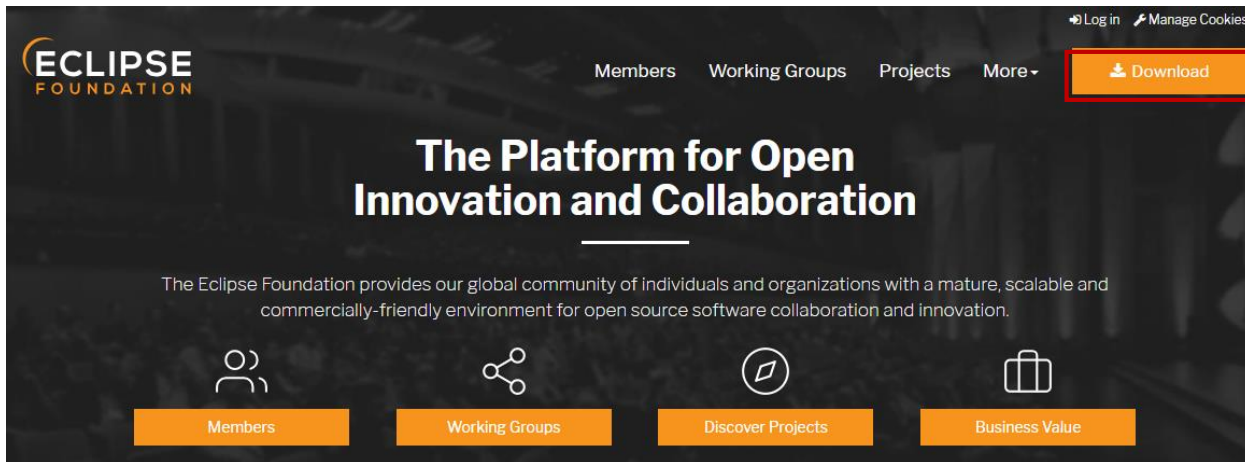 Log in Manage Cookies
ECLIPSE
FOUNDATION
Members Working Groups Projects More Download
The Platform for Open
Innovation and Collaboration
The Eclipse Foundation provides our global community of individuals and organizations with a mature, scalable and
commercially-friendly environment for open source software collaboration and innovation.
Members Working Groups Discover Projects Business Value